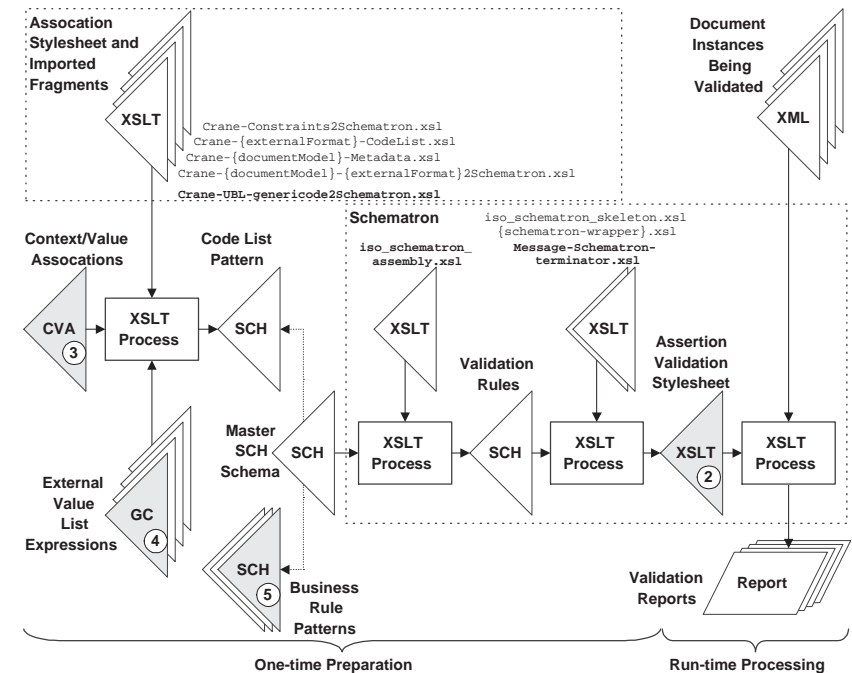 Assocation
Stylesheet and
Imported
Fragments
XSLT
Crane-Constraints2Schematron.xsl
Crane-{externalFormat}-CodeList.xsl
Crane-{documentModel}-Metadata.xsl
Crane-{documentModel}-{externalFormat}2Schematron.xsl
Crane-UBL-genericode2Schematron.xsl
Document
Instances
Being
Validated
XML
Schematron
iso_schematron_
assembly.xsl
iso_schematron_skeleton.xsl
{schematron-wrapper}.xsl
Message-Schematron-
terminator.xsl
Context/Value
Assocations
CVA
3
XSLT
Process
Code List
Pattern
SCH
XSLT
XSLT
Validation
Rules
Assertion
Validation
Stylesheet
Master
SCH
Schema
SCH
XSLT
Process
SCH
XSLT
Process
XSLT
2
XSLT
Process
External
Value
List
Expressions
GC
4
SCH
5
Business
Rule
Patterns
Validation
Reports
Report
One-time Preparation
Run-time Processing